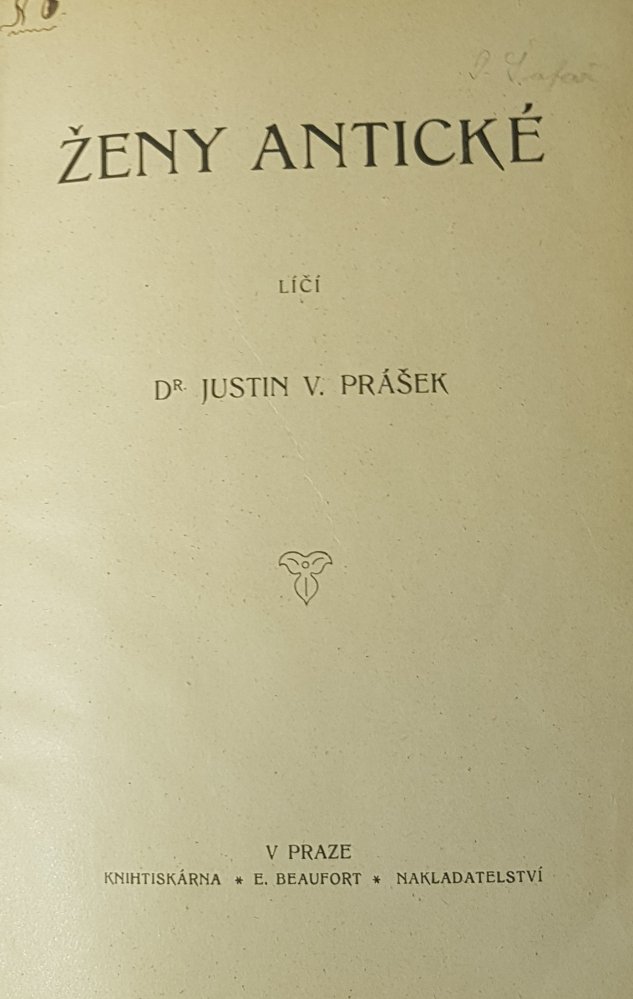 ŽENY ANTICKÉ
LÍČÍ
DR. JUSTIN V. PRÁŠEK
V PRAZE
KNIHTISKÁRNA * E. BEAUFORT * NAKLADATELSTVÍ